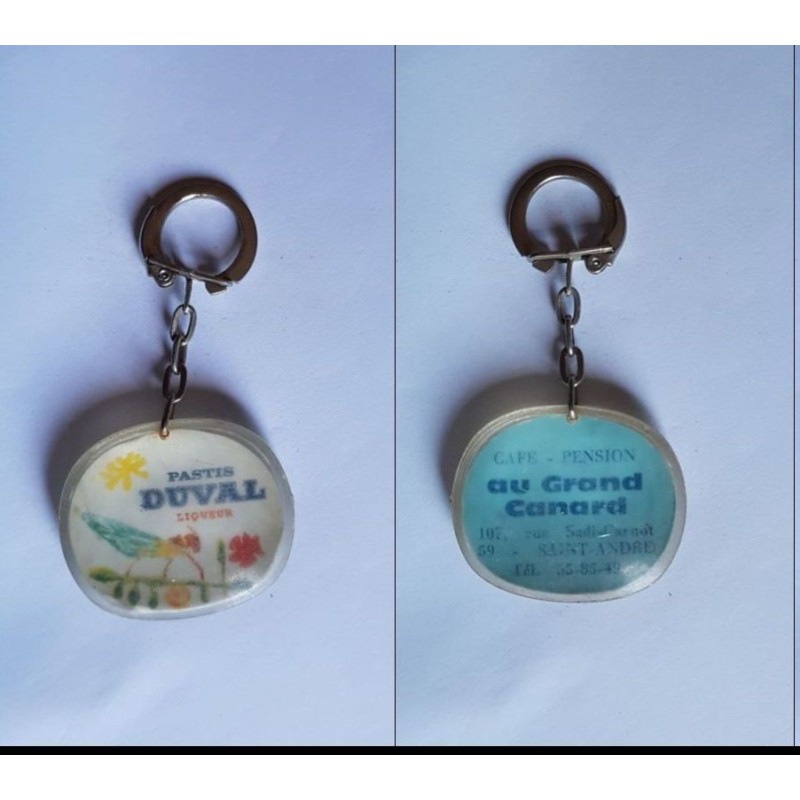 PASTIS
DUVAL
LIQUEUR
CAFE - PENSION
au Grand
Canard
107, rue Sadi-Carnot
59 - SAINT-ANDRE
Tél. 55-85-49